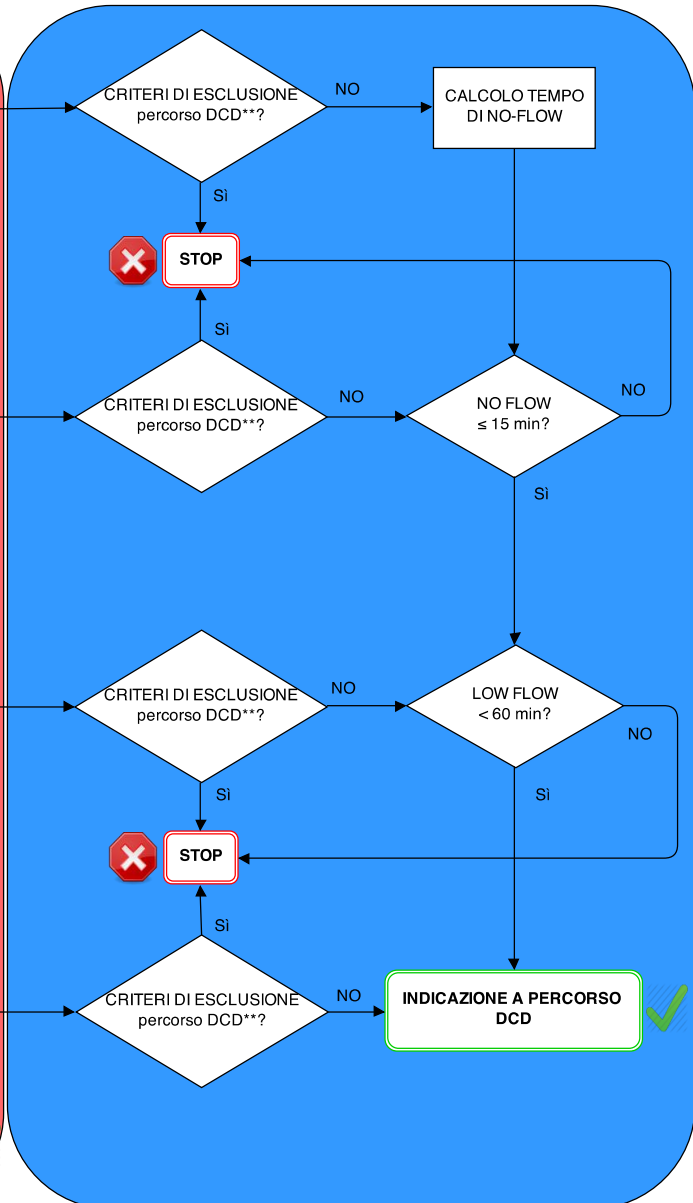 CRITERI DI ESCLUSIONE
percorso DCD**?
NO
CALCOLO TEMPO
DI NO-FLOW
Sì
STOP
Sì
CRITERI DI ESCLUSIONE
percorso DCD**?
NO
NO FLOW
≤ 15 min?
NO
Sì
CRITERI DI ESCLUSIONE
percorso DCD**?
NO
LOW FLOW
< 60 min?
NO
Sì
Sì
STOP
Sì
CRITERI DI ESCLUSIONE
percorso DCD**?
NO
INDICAZIONE A PERCORSO
DCD